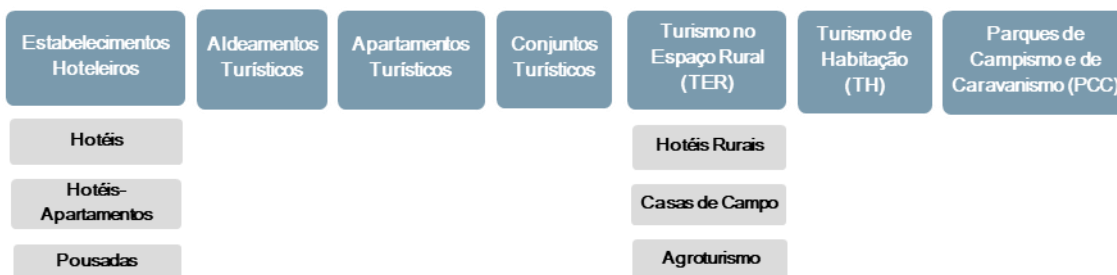 Estabelecimentos
Hoteleiros
Aldeamentos
Turísticos
Apartamentos
Turísticos
Conjuntos
Turísticos
Turismo no
Espaço Rural
(TER)
Turismo de
Habitação
(TH)
Parques de
Campismo e de
Caravanismo (PCC)
Hotéis
Hotéis-
Apartamentos
Pousadas
Hotéis Rurais
Casas de Campo
Agroturismo